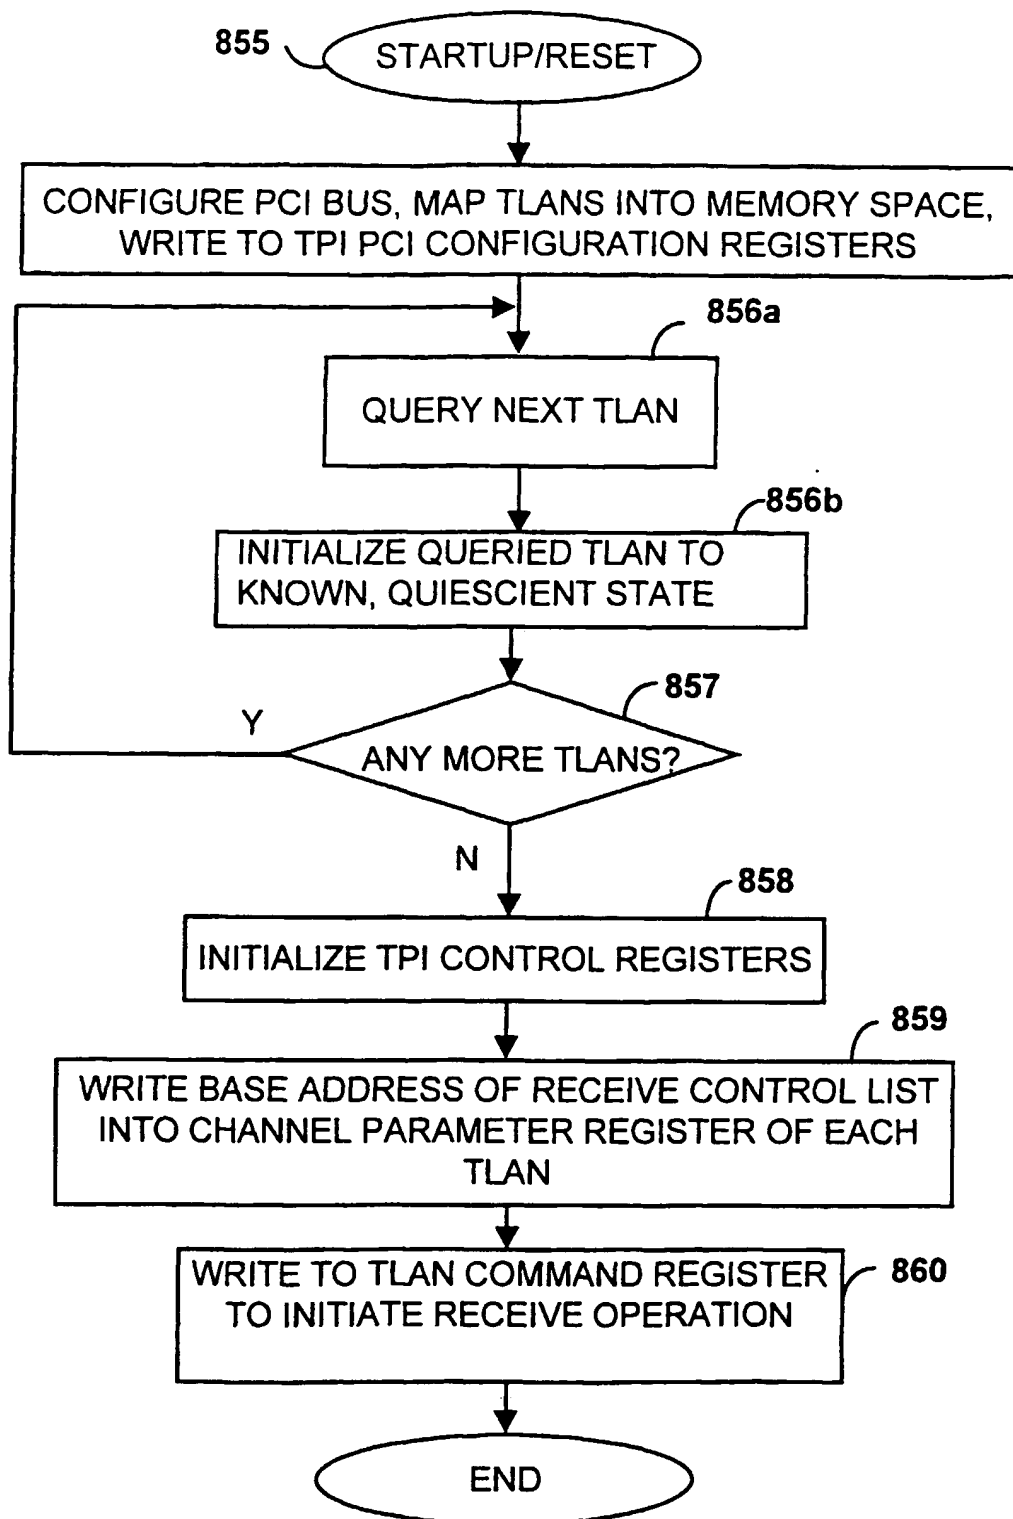 855
STARTUP/RESET
CONFIGURE PCI BUS, MAP TLANS INTO MEMORY SPACE,
WRITE TO TPI PCI CONFIGURATION REGISTERS
856a
QUERY NEXT TLAN
856b
INITIALIZE QUERIED TLAN TO
KNOWN, QUIESCIENT STATE
857
Y
ANY MORE TLANS?
N
858
INITIALIZE TPI CONTROL REGISTERS
859
WRITE BASE ADDRESS OF RECEIVE CONTROL LIST
INTO CHANNEL PARAMETER REGISTER OF EACH
TLAN
WRITE TO TLAN COMMAND REGISTER
860
TO INITIATE RECEIVE OPERATION
END